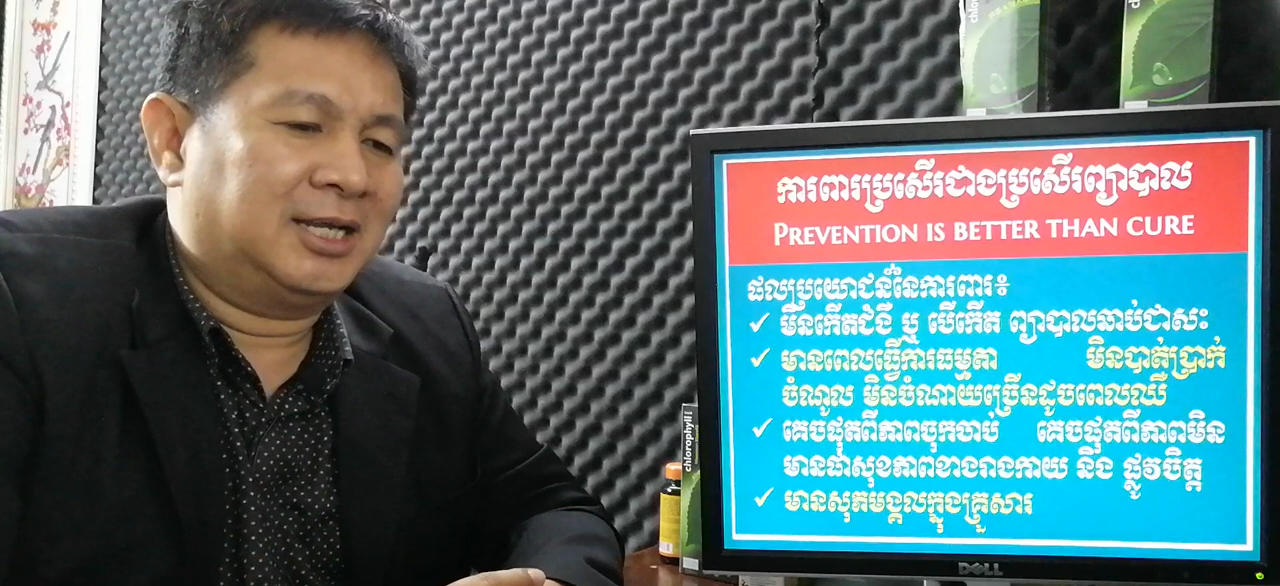 ការពារប្រសើរជាងប្រសើរព្យាបាល
PREVENTION IS BETTER THAN CURE
ផលប្រយោជន៍នៃការពារ៖
✓ មិនកើតជំងឺ ឬ បើកើត ព្យាបាលឆាប់ជាសះ
✓ មានពេលធ្វើការធម្មតា មិនបាត់ប្រាក់
ចំណូល មិនចំណាយច្រើនដូចពេលឈឺ
✓ គេចផុតពីភាពចុកចាប់ គេចផុតពីភាពមិន
មានផាសុខភាពខាងរាងកាយ និង ផ្លូវចិត្ត
✓ មានសុភមង្គលក្នុងគ្រួសារ
chlorophyll
DELL